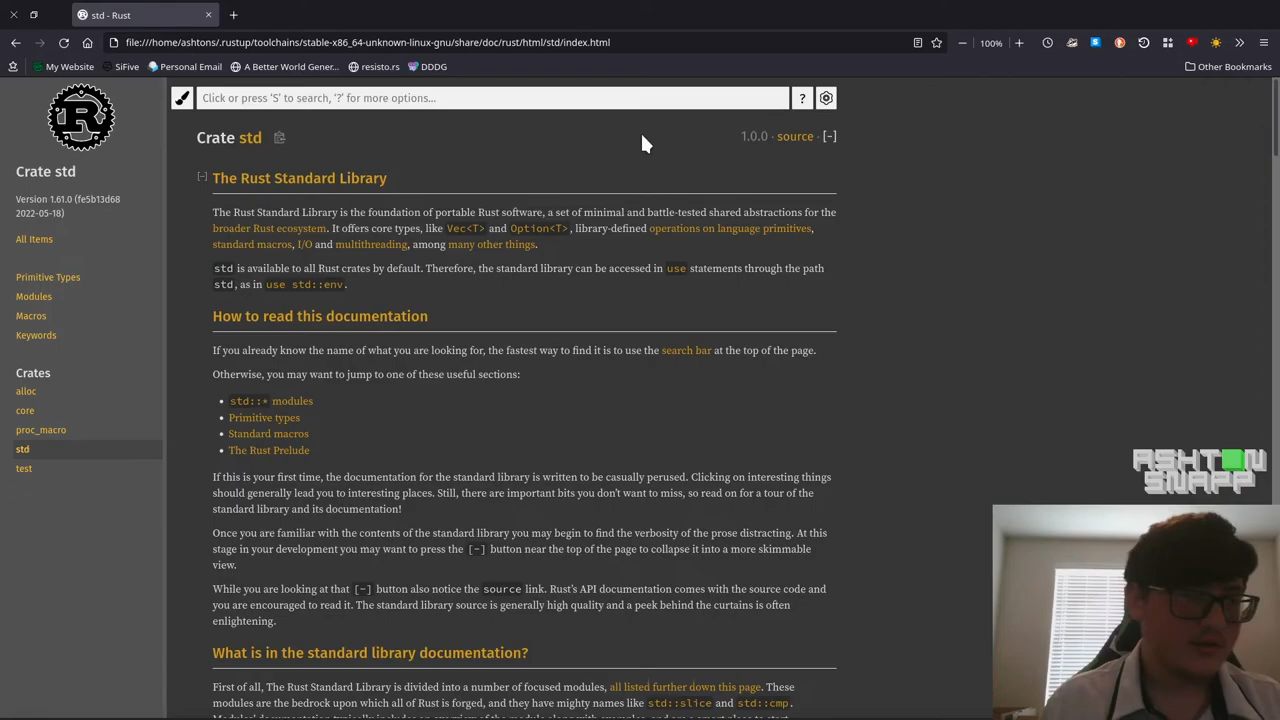 std - Rust
file:///home/ashtons/.rustup/toolchains/stable-x86_64-unknown-linux-gnu/share/doc/rust/html/std/index.html
100%
My Website
SiFive
Personal Email
A Better World Gener...
resisto.rs
DDDG
Other Bookmarks
Click or press ‘S’ to search, ‘?’ for more options…
?
Crate std
1.0.0 · source · [-]
Crate std
Version 1.61.0 (fe5b13d68
2022-05-18)
All Items
Primitive Types
Modules
Macros
Keywords
Crates
alloc
core
proc_macro
std
test
[-] The Rust Standard Library
The Rust Standard Library is the foundation of portable Rust software, a set of minimal and battle-tested shared abstractions for the
broader Rust ecosystem. It offers core types, like Vec<T> and Option<T>, library-defined operations on language primitives,
standard macros, I/O and multithreading, among many other things.
std is available to all Rust crates by default. Therefore, the standard library can be accessed in use statements through the path
std, as in use std::env.
How to read this documentation
If you already know the name of what you are looking for, the fastest way to find it is to use the search bar at the top of the page.
Otherwise, you may want to jump to one of these useful sections:
• std::* modules
• Primitive types
• Standard macros
• The Rust Prelude
If this is your first time, the documentation for the standard library is written to be casually perused. Clicking on interesting things
should generally lead you to interesting places. Still, there are important bits you don’t want to miss, so read on for a tour of the
standard library and its documentation!
Once you are familiar with the contents of the standard library you may begin to find the verbosity of the prose distracting. At this
stage in your development you may want to press the [-] button near the top of the page to collapse it into a more skimmable
view.
While you are looking at that also notice the source link. Rust’s API documentation comes with the source code and
you are encouraged to read it. The standard library source is generally high quality and a peek behind the curtains is often
enlightening.
What is in the standard library documentation?
First of all, The Rust Standard Library is divided into a number of focused modules, all listed further down this page. These
modules are the bedrock upon which all of Rust is forged, and they have mighty names like std::slice and std::cmp.
ASHTON
SNAPP